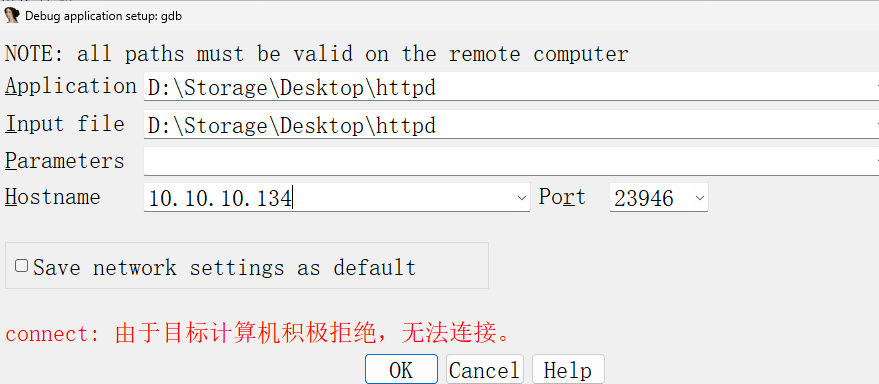 Debug application setup: gdb
NOTE: all paths must be valid on the remote computer
Application D:\Storage\Desktop\httpd
Input file D:\Storage\Desktop\httpd
Parameters
Hostname 10.10.10.134 Port 23946
Save network settings as default
connect: 由于目标计算机积极拒绝，无法连接。
OK Cancel Help